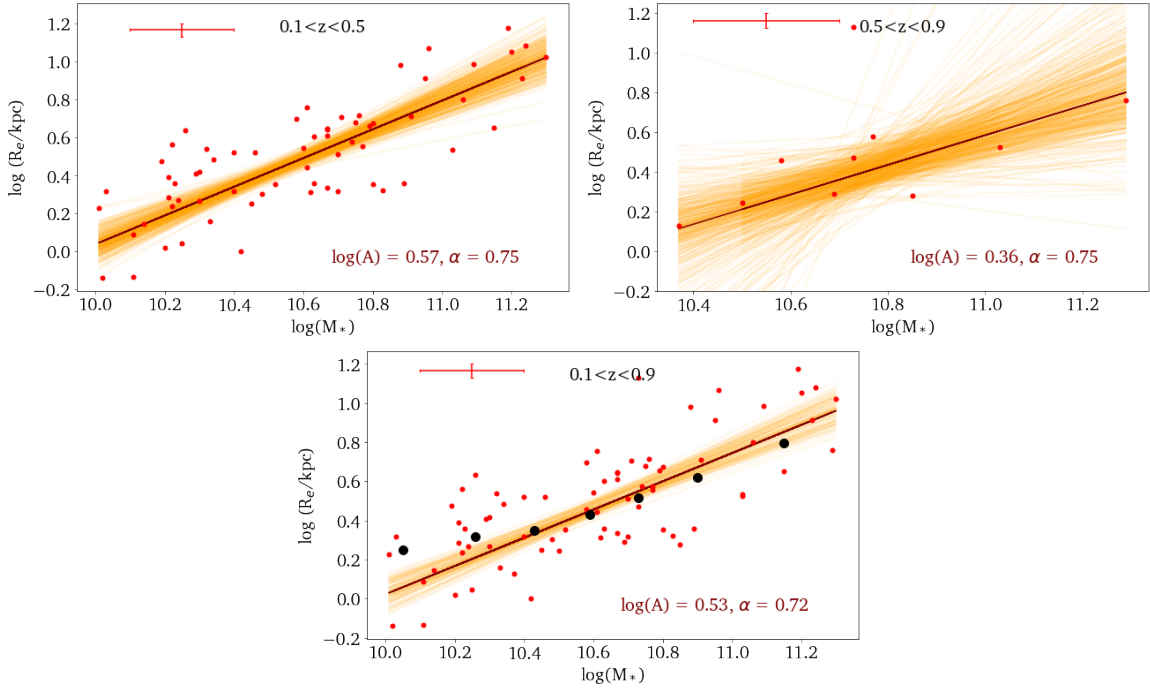 0.1<z<0.5
log (Rₑ/kpc)
1.2
1.0
0.8
0.6
0.4
0.2
0.0
−0.2
log(A) = 0.57, α = 0.75
10.0 10.2 10.4 10.6 10.8 11.0 11.2
log(M∗)
0.5<z<0.9
log (Rₑ/kpc)
1.2
1.0
0.8
0.6
0.4
0.2
0.0
−0.2
log(A) = 0.36, α = 0.75
10.4 10.6 10.8 11.0 11.2
log(M∗)
0.1<z<0.9
log (Rₑ/kpc)
1.2
1.0
0.8
0.6
0.4
0.2
0.0
−0.2
log(A) = 0.53, α = 0.72
10.0 10.2 10.4 10.6 10.8 11.0 11.2
log(M∗)